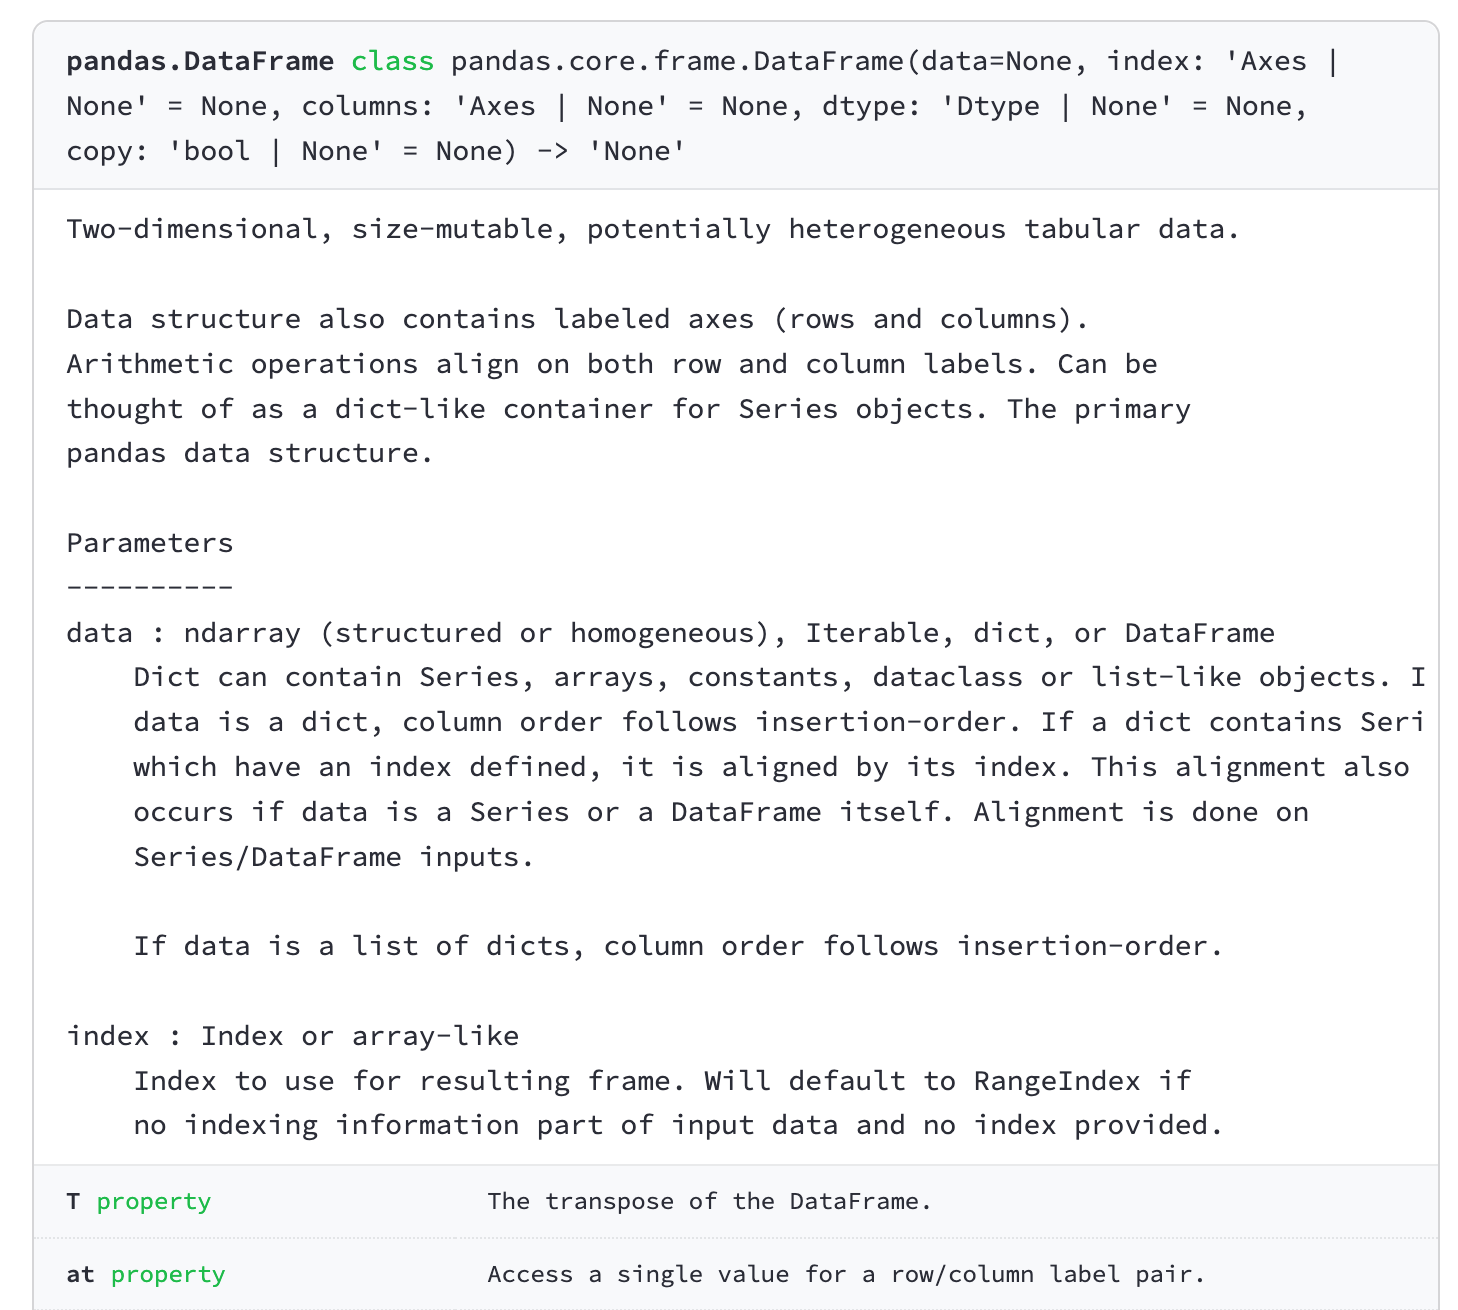 pandas.DataFrame class pandas.core.frame.DataFrame(data=None, index: 'Axes |
None' = None, columns: 'Axes | None' = None, dtype: 'Dtype | None' = None,
copy: 'bool | None' = None) -> 'None'
Two-dimensional, size-mutable, potentially heterogeneous tabular data.
Data structure also contains labeled axes (rows and columns).
Arithmetic operations align on both row and column labels. Can be
thought of as a dict-like container for Series objects. The primary
pandas data structure.
Parameters
----------
data : ndarray (structured or homogeneous), Iterable, dict, or DataFrame
Dict can contain Series, arrays, constants, dataclass or list-like objects. I
data is a dict, column order follows insertion-order. If a dict contains Seri
which have an index defined, it is aligned by its index. This alignment also
occurs if data is a Series or a DataFrame itself. Alignment is done on
Series/DataFrame inputs.
If data is a list of dicts, column order follows insertion-order.
index : Index or array-like
Index to use for resulting frame. Will default to RangeIndex if
no indexing information part of input data and no index provided.
T property The transpose of the DataFrame.
at property Access a single value for a row/column label pair.